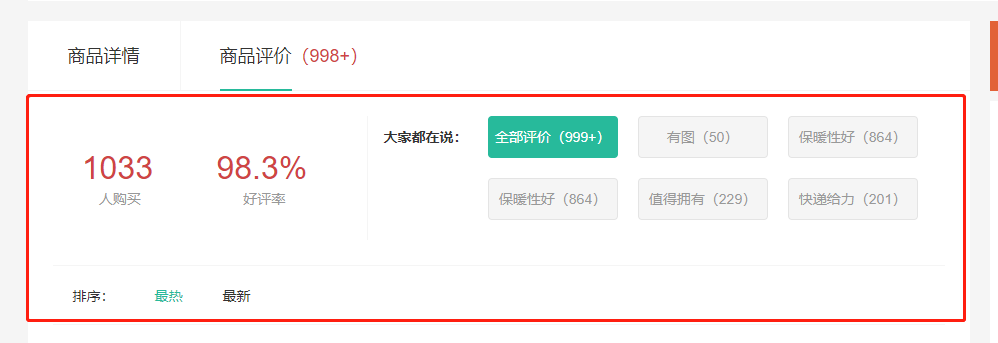 商品详情
商品评价（998+）
1033
人购买
98.3%
好评率
大家都在说：
全部评价（999+）
有图（50）
保暖性好（864）
保暖性好（864）
值得拥有（229）
快递给力（201）
排序：
最热
最新